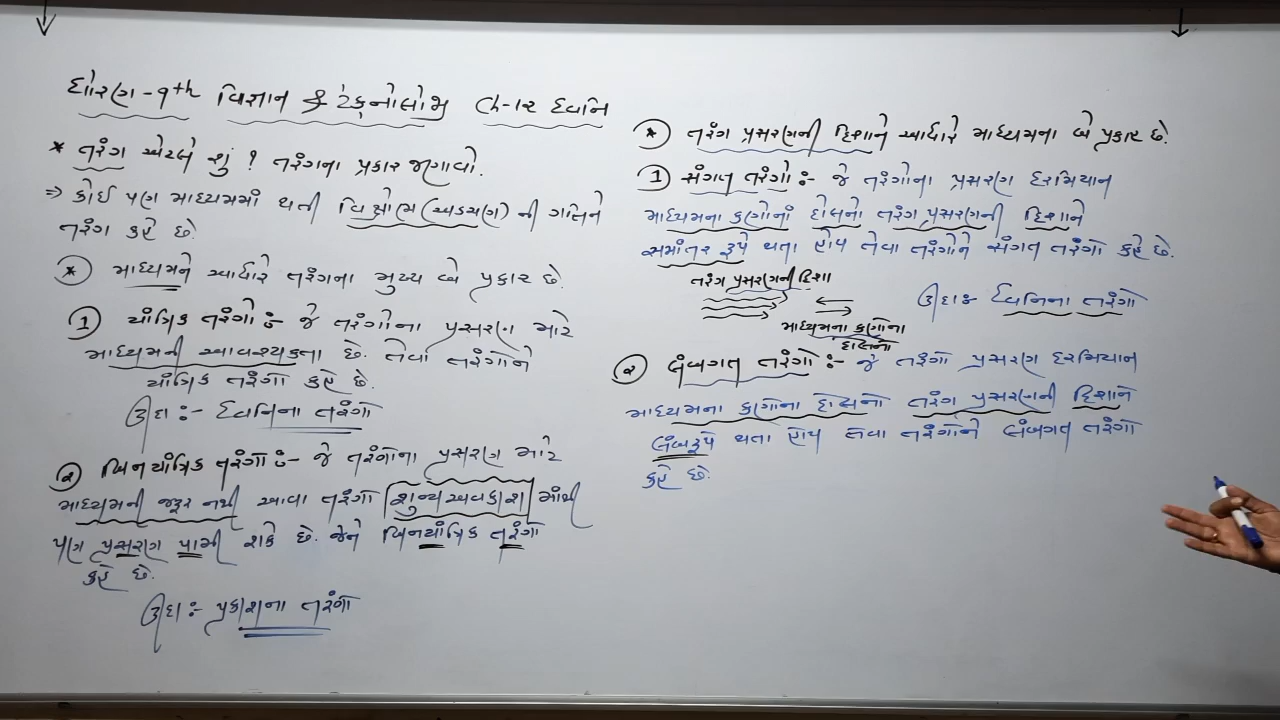 ધોરણ-9th વિજ્ઞાન & ટેકનોલોજી Ch-12 ધ્વનિ
* તરંગ એટલે શું ? તરંગના પ્રકાર જણાવો.
⇒ કોઈ પણ માધ્યમમાં થતી વિક્ષોભ (અડચણ) ની ગતિને
તરંગ કહે છે.
* માધ્યમને આધારે તરંગના મુખ્ય બે પ્રકાર છે.
① યાંત્રિક તરંગો :- જે તરંગોના પ્રસરણ માટે
માધ્યમની આવશ્યકતા છે. તેવા તરંગોને
યાંત્રિક તરંગો કહે છે.
ઉદા :- ધ્વનિના તરંગો
② બિનયાંત્રિક તરંગો :- જે તરંગોના પ્રસરણ માટે
માધ્યમની જરૂર નથી આવા તરંગો શુન્યઅવકાશ માંથી
પણ પ્રસરણ પામી શકે છે. જેને બિનયાંત્રિક તરંગો
કહે છે.
ઉદા :- પ્રકાશના તરંગો
* તરંગ પ્રસરણની દિશાને આધારે માધ્યમના બે પ્રકાર છે.
① સંગત તરંગો :- જે તરંગોના પ્રસરણ દરમિયાન
માધ્યમના કણોનાં દોલનો તરંગ પ્રસરણની દિશાને
સમાંતર રૂપે થતા હોય તેવા તરંગોને સંગત તરંગો કહે છે.
તરંગ પ્રસરણની દિશા
ઉદા :- ધ્વનિના તરંગો
માધ્યમના કણોના
દોલનો
② લંબગત તરંગો :- જે તરંગો પ્રસરણ દરમિયાન
માધ્યમના કણોના દોલનો તરંગ પ્રસરણની દિશાને
લંબરૂપે થતા હોય તેવા તરંગોને લંબગત તરંગો
કહે છે.